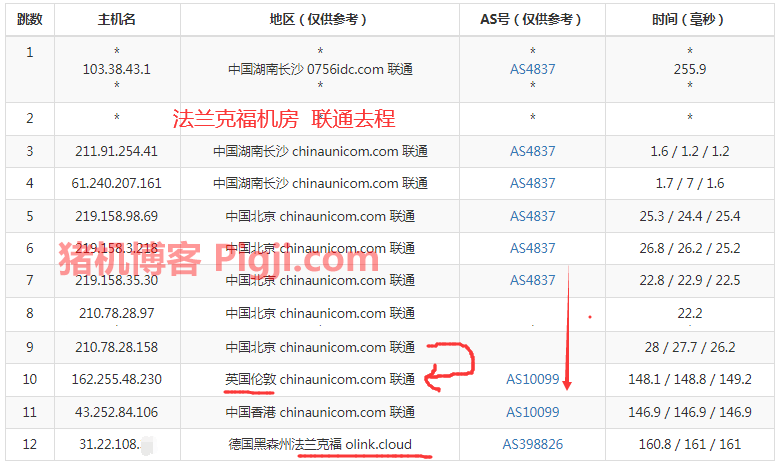 跳数 主机名 地区（仅供参考） AS号（仅供参考） 时间（毫秒）
1 * * * *
103.38.43.1 中国湖南长沙 0756idc.com 联通 AS4837 255.9
* * * *
2 * * *
法兰克福机房 联通去程
3 211.91.254.41 中国湖南长沙 chinaunicom.com 联通 AS4837 1.6 / 1.2 / 1.2
4 61.240.207.161 中国湖南长沙 chinaunicom.com 联通 AS4837 1.7 / 7 / 1.6
5 219.158.98.69 中国北京 chinaunicom.com 联通 AS4837 25.3 / 24.4 / 25.4
6 219.158.3.218 中国北京 chinaunicom.com 联通 AS4837 26.8 / 26.2 / 25.2
猪机博客 Pigji.com
7 219.158.35.30 中国北京 chinaunicom.com 联通 AS4837 22.8 / 22.9 / 22.5
8 210.78.28.97 中国北京 chinaunicom.com 联通 22.2
9 210.78.28.158 中国北京 chinaunicom.com 联通 28 / 27.7 / 26.2
10 162.255.48.230 英国伦敦 chinaunicom.com 联通 AS10099 148.1 / 148.8 / 149.2
11 43.252.84.106 中国香港 chinaunicom.com 联通 AS10099 146.9 / 146.9 / 146.9
12 31.22.108. 德国黑森州法兰克福 olink.cloud AS398826 160.8 / 161 / 161